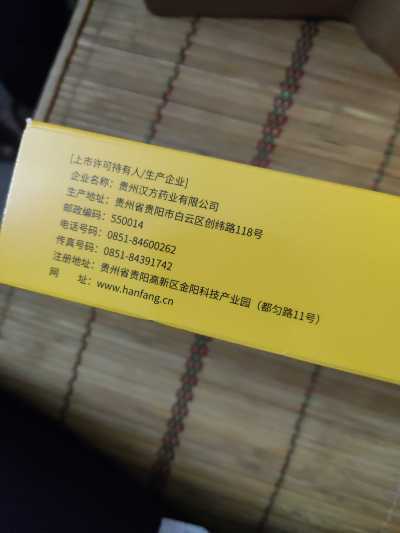 [上市许可持有人/生产企业]
企业名称：贵州汉方药业有限公司
生产地址：贵州省贵阳市白云区创纬路118号
邮政编码：550014
电话号码：0851-84600262
传真号码：0851-84391742
注册地址：贵州省贵阳高新区金阳科技产业园（都匀路11号）
网　　址：www.hanfang.cn